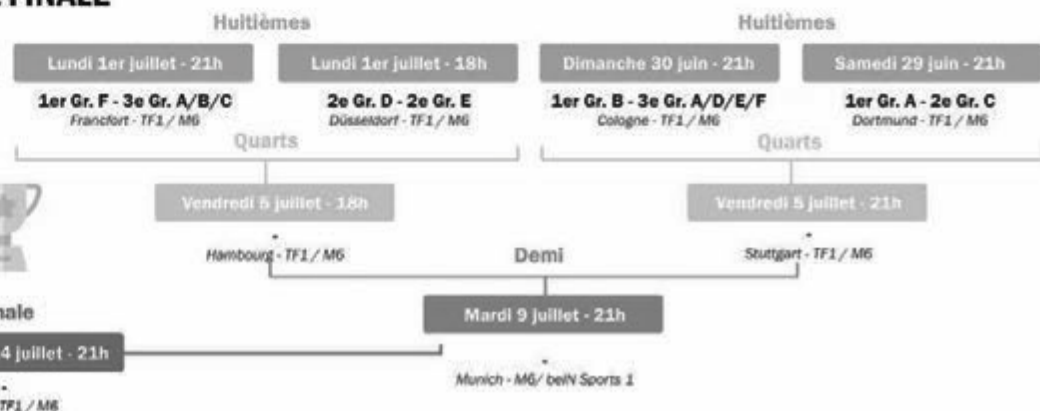 FINALE
Huitièmes
Huitièmes
Lundi 1er juillet - 21h
Lundi 1er juillet - 18h
Dimanche 30 juin - 21h
Samedi 29 juin - 21h
1er Gr. F - 3e Gr. A/B/C
2e Gr. D - 2e Gr. E
1er Gr. B - 3e Gr. A/D/E/F
1er Gr. A - 2e Gr. C
Francfort - TF1 / M6
Düsseldorf - TF1 / M6
Cologne - TF1 / M6
Dortmund - TF1 / M6
Quarts
Quarts
Vendredi 5 juillet - 18h
Vendredi 5 juillet - 21h
-
-
Hambourg - TF1 / M6
Stuttgart - TF1 / M6
Demi
nale
Mardi 9 juillet - 21h
4 juillet - 21h
-
Munich - M6/ beIN Sports 1
-
TF1 / M6